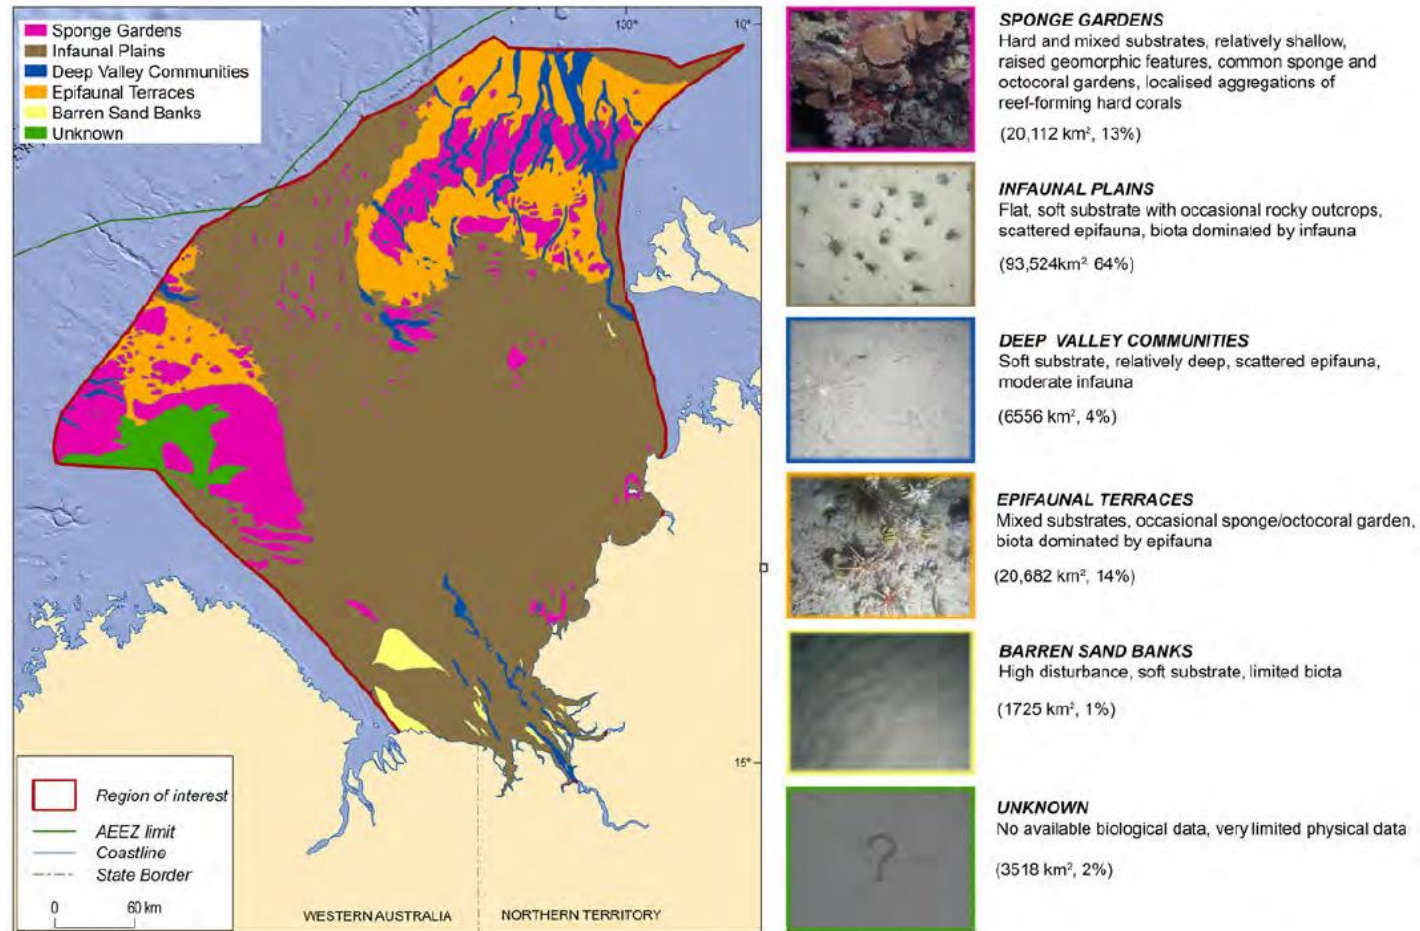 Sponge Gardens
Infaunal Plains
Deep Valley Communities
Epifaunal Terraces
Barren Sand Banks
Unknown
130°
10°
15°
Region of interest
AEEZ limit
Coastline
State Border
0 60 km
WESTERN AUSTRALIA
NORTHERN TERRITORY
SPONGE GARDENS
Hard and mixed substrates, relatively shallow,
raised geomorphic features, common sponge and
octocoral gardens, localised aggregations of
reef-forming hard corals
(20,112 km², 13%)
INFAUNAL PLAINS
Flat, soft substrate with occasional rocky outcrops,
scattered epifauna, biota dominated by infauna
(93,524km² 64%)
DEEP VALLEY COMMUNITIES
Soft substrate, relatively deep, scattered epifauna,
moderate infauna
(6556 km², 4%)
EPIFAUNAL TERRACES
Mixed substrates, occasional sponge/octocoral garden,
biota dominated by epifauna
(20,682 km², 14%)
BARREN SAND BANKS
High disturbance, soft substrate, limited biota
(1725 km², 1%)
?
UNKNOWN
No available biological data, very limited physical data
(3518 km², 2%)